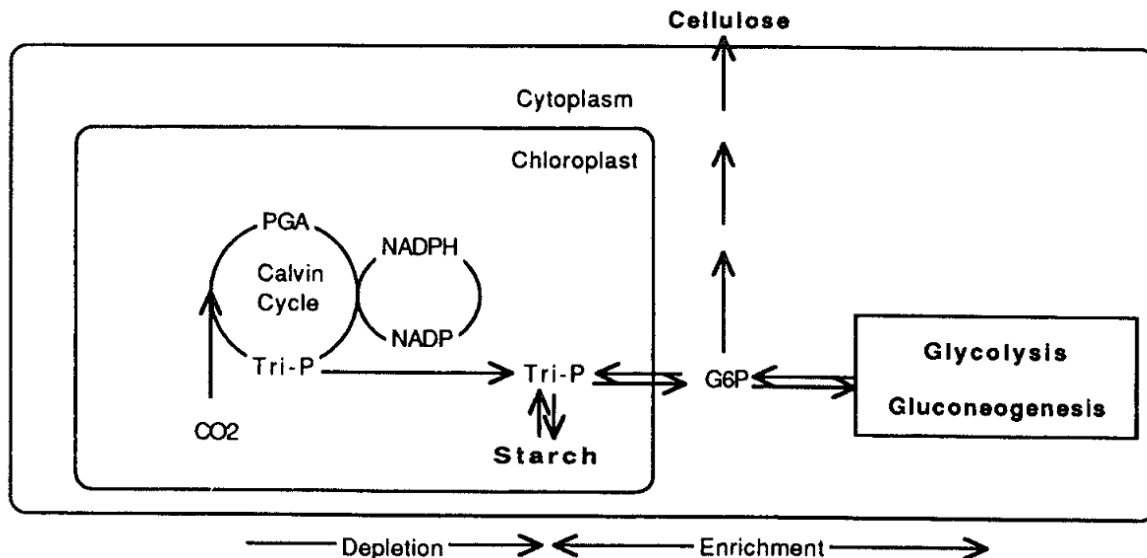 Cellulose
Cytoplasm
Chloroplast
PGA
NADPH
Calvin
Cycle
NADP
Tri-P
Tri-P
G6P
Glycolysis
Gluconeogenesis
CO2
Starch
Depletion
Enrichment